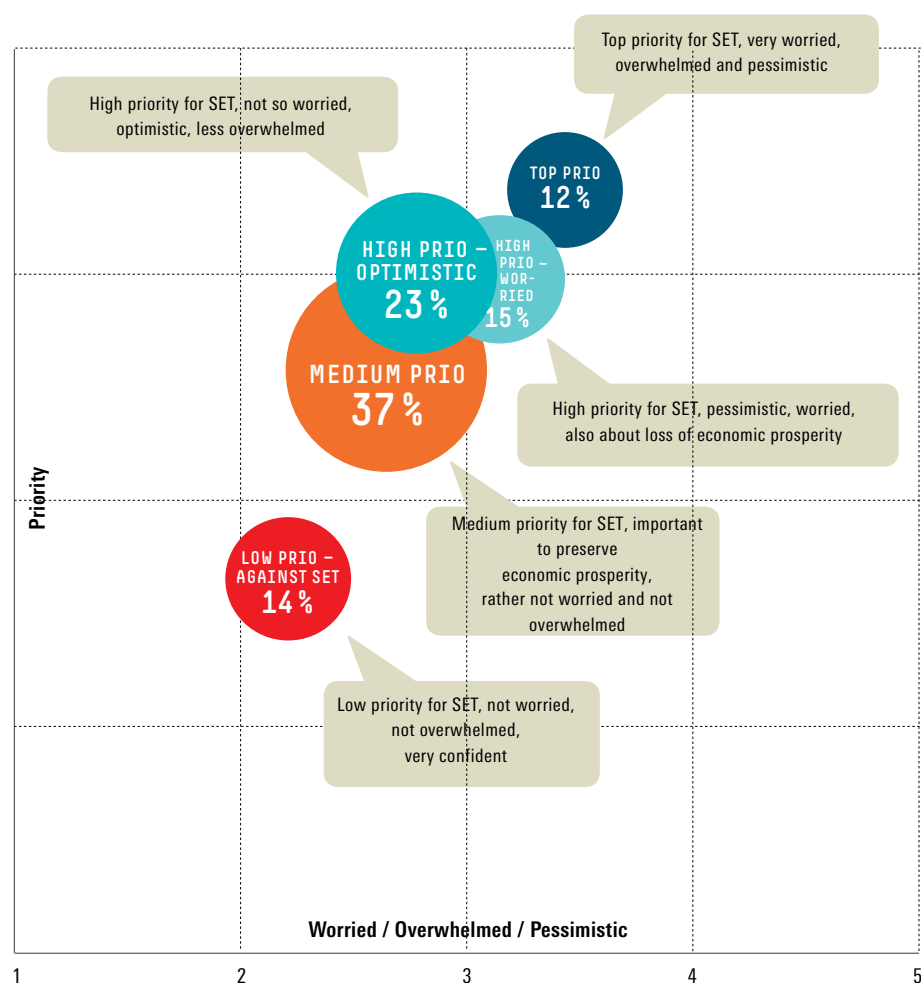 Top priority for SET, very worried,
overwhelmed and pessimistic
High priority for SET, not so worried,
optimistic, less overwhelmed
TOP PRIO
12 %
HIGH PRIO –
OPTIMISTIC
23 %
HIGH
PRIO –
WOR-
RIED
15 %
MEDIUM PRIO
37 %
High priority for SET, pessimistic, worried,
also about loss of economic prosperity
Priority
Medium priority for SET, important
to preserve
economic prosperity,
rather not worried and not
overwhelmed
LOW PRIO –
AGAINST SET
14 %
Low priority for SET, not worried,
not overwhelmed,
very confident
Worried / Overwhelmed / Pessimistic
1 2 3 4 5